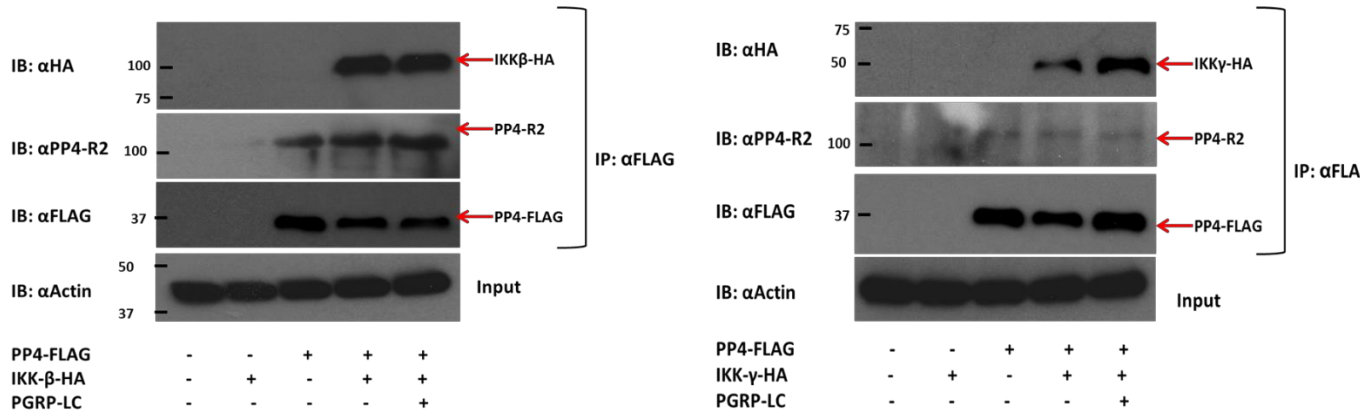 IB: αHA
100
75
IKKβ-HA
IB: αPP4-R2
100
PP4-R2
IP: αFLAG
IB: αFLAG
37
PP4-FLAG
IB: αActin
50
37
Input
PP4-FLAG - - + + +
IKK-β-HA - + - + +
PGRP-LC +
IB: αHA
75
50
IKKγ-HA
IB: αPP4-R2
100
PP4-R2
IP: αFLA
IB: αFLAG
37
PP4-FLAG
IB: αActin
Input
PP4-FLAG - - + + +
IKK-γ-HA - + - + +
PGRP-LC - - - - +